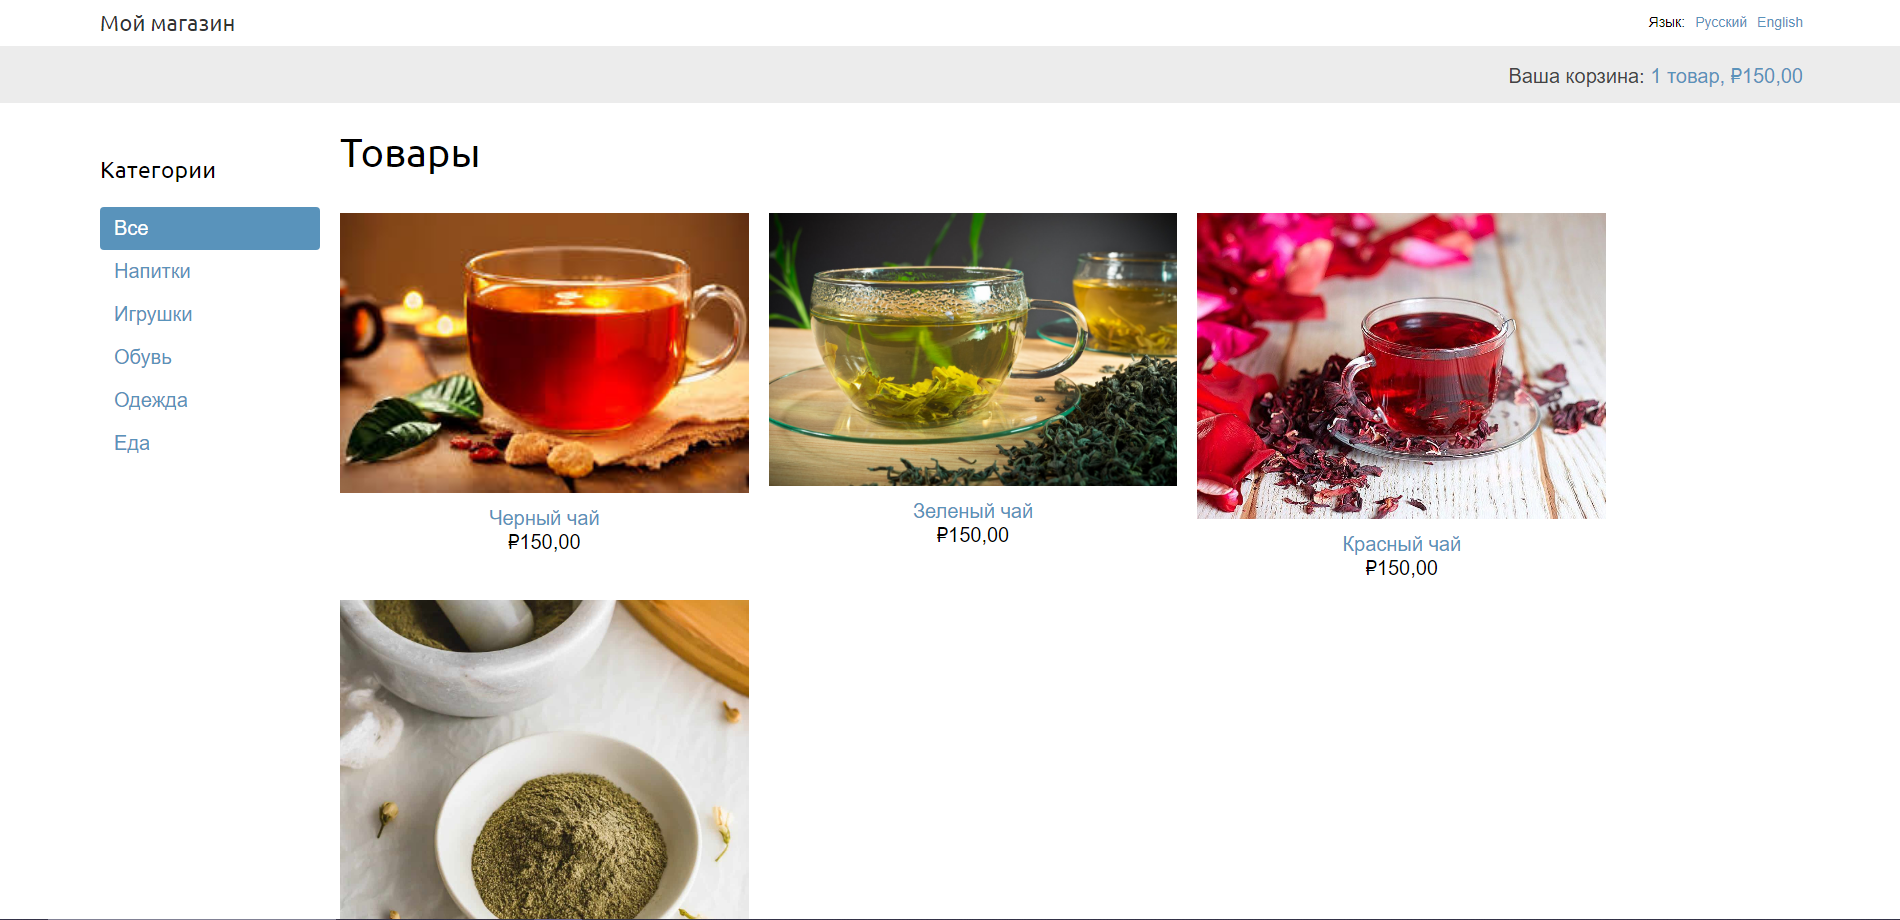 Мой магазин
Язык: Русский English
Ваша корзина: 1 товар, ₽150,00
Категории
Все
Напитки
Игрушки
Обувь
Одежда
Еда
Товары
Черный чай
₽150,00
Зеленый чай
₽150,00
Красный чай
₽150,00